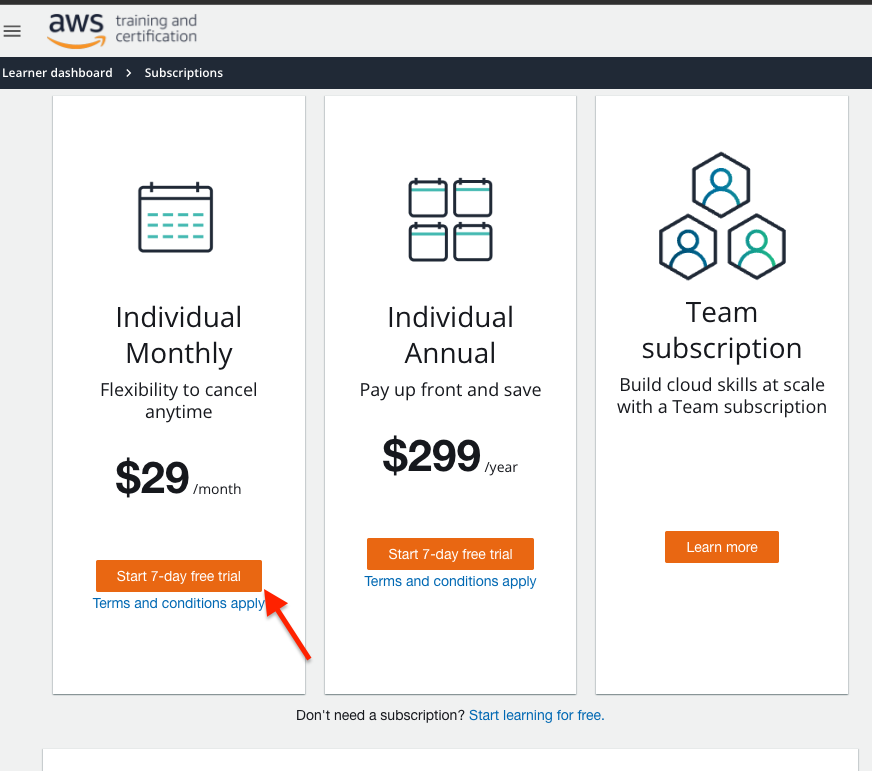 aws training and
certification
Learner dashboard > Subscriptions
Individual
Monthly
Flexibility to cancel
anytime
$29 /month
Start 7-day free trial
Terms and conditions apply
Individual
Annual
Pay up front and save
$299 /year
Start 7-day free trial
Terms and conditions apply
Team
subscription
Build cloud skills at scale
with a Team subscription
Learn more
Don't need a subscription? Start learning for free.